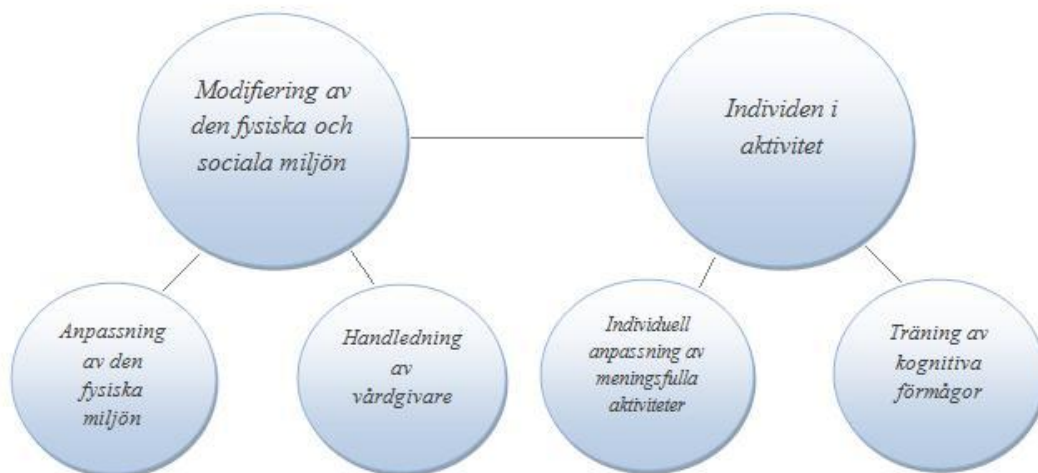 Modifiering av
den fysiska och
sociala miljön
Individen i
aktivitet
Anpassning
av den
fysiska
miljön
Handledning
av
vårdgivare
Individuell
anpassning av
meningsfulla
aktiviteter
Träning av
kognitiva
förmågor